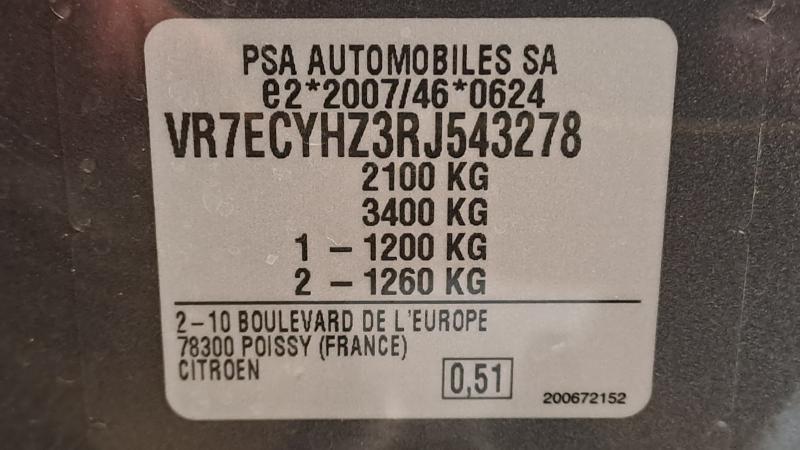 PSA AUTOMOBILES SA
e2*2007/46*0624
VR7ECYHZ3RJ543278
2100 KG
3400 KG
1 – 1200 KG
2 – 1260 KG
2–10 BOULEVARD DE L'EUROPE
78300 POISSY (FRANCE)
CITROEN
0,51
200672152